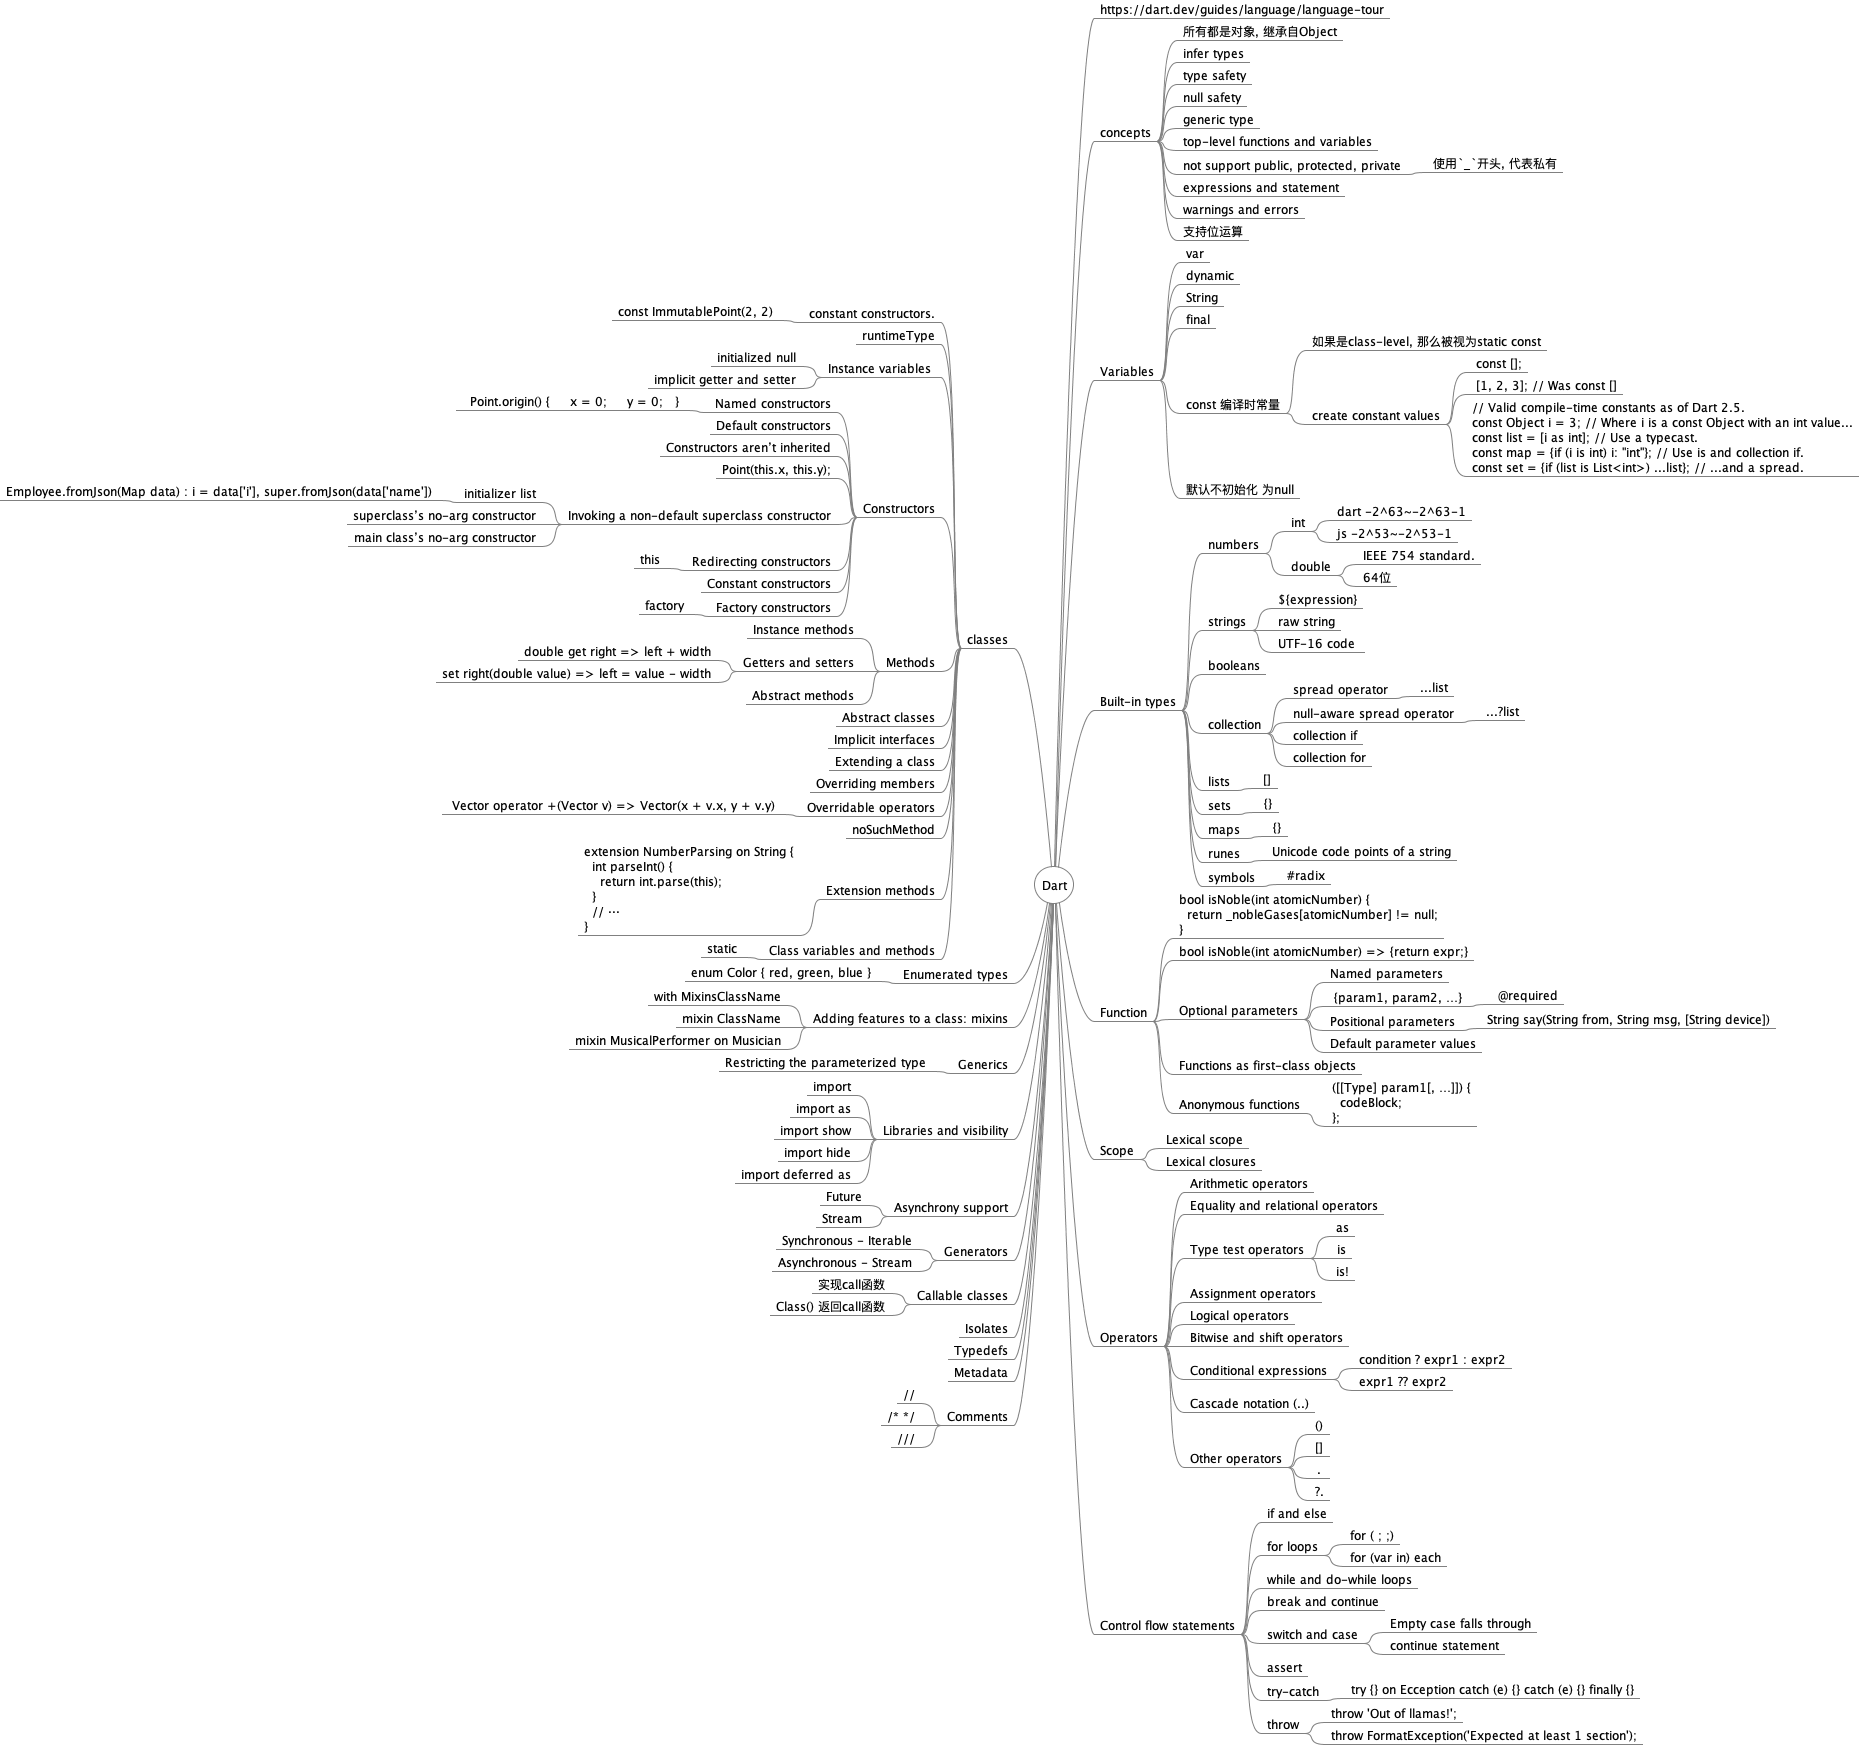 Dart
https://dart.dev/guides/language/language-tour
concepts
所有都是对象, 继承自Object
infer types
type safety
null safety
generic type
top-level functions and variables
not support public, protected, private
使用`_`开头, 代表私有
expressions and statement
warnings and errors
支持位运算
Variables
var
dynamic
String
final
const 编译时常量
如果是class-level, 那么被视为static const
create constant values
const [];
[1, 2, 3]; // Was const []
// Valid compile-time constants as of Dart 2.5.
const Object i = 3; // Where i is a const Object with an int value...
const list = [i as int]; // Use a typecast.
const map = {if (i is int) i: "int"}; // Use is and collection if.
const set = {if (list is List<int>) ...list}; // ...and a spread.
默认不初始化 为null
Built-in types
numbers
int
dart -2^63~-2^63-1
js -2^53~-2^53-1
double
IEEE 754 standard.
64位
strings
${expression}
raw string
UTF-16 code
booleans
collection
spread operator
...list
null-aware spread operator
...?list
collection if
collection for
lists
[]
sets
{}
maps
{}
runes
Unicode code points of a string
symbols
#radix
Function
bool isNoble(int atomicNumber) {
return _nobleGases[atomicNumber] != null;
}
bool isNoble(int atomicNumber) => {return expr;}
Optional parameters
Named parameters
{param1, param2, …}
@required
Positional parameters
String say(String from, String msg, [String device])
Default parameter values
Functions as first-class objects
Anonymous functions
([[Type] param1[, …]]) {
codeBlock;
};
Scope
Lexical scope
Lexical closures
Operators
Arithmetic operators
Equality and relational operators
Type test operators
as
is
is!
Assignment operators
Logical operators
Bitwise and shift operators
Conditional expressions
condition ? expr1 : expr2
expr1 ?? expr2
Cascade notation (..)
Other operators
()
[]
.
?.
Control flow statements
if and else
for loops
for ( ; ;)
for (var in) each
while and do-while loops
break and continue
switch and case
Empty case falls through
continue statement
assert
try-catch
try {} on Ecception catch (e) {} catch (e) {} finally {}
throw
throw 'Out of llamas!';
throw FormatException('Expected at least 1 section');
classes
constant constructors.
const ImmutablePoint(2, 2)
runtimeType
Instance variables
initialized null
implicit getter and setter
Constructors
Named constructors
Point.origin() { x = 0; y = 0; }
Default constructors
Constructors aren’t inherited
Point(this.x, this.y);
Invoking a non-default superclass constructor
initializer list
Employee.fromJson(Map data) : i = data['i'], super.fromJson(data['name'])
superclass’s no-arg constructor
main class’s no-arg constructor
Redirecting constructors
this
Constant constructors
Factory constructors
factory
Methods
Instance methods
Getters and setters
double get right => left + width
set right(double value) => left = value - width
Abstract methods
Abstract classes
Implicit interfaces
Extending a class
Overriding members
Overridable operators
Vector operator +(Vector v) => Vector(x + v.x, y + v.y)
noSuchMethod
Extension methods
extension NumberParsing on String {
int parseInt() {
return int.parse(this);
}
// ···
}
Class variables and methods
static
Enumerated types
enum Color { red, green, blue }
Adding features to a class: mixins
with MixinsClassName
mixin ClassName
mixin MusicalPerformer on Musician
Generics
Restricting the parameterized type
Libraries and visibility
import
import as
import show
import hide
import deferred as
Asynchrony support
Future
Stream
Generators
Synchronous - Iterable
Asynchronous - Stream
Callable classes
实现call函数
Class() 返回call函数
Isolates
Typedefs
Metadata
Comments
//
/* */
///